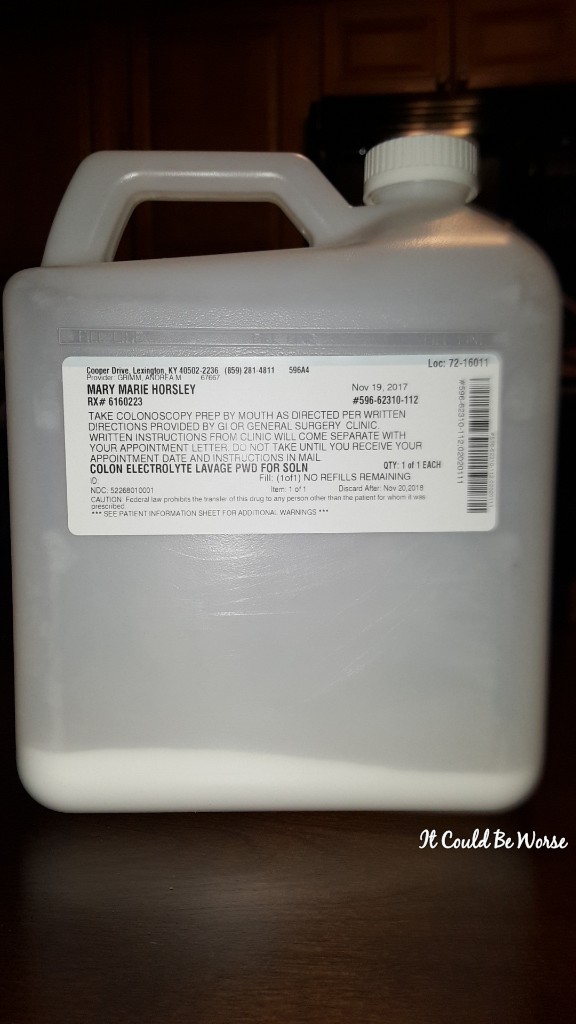 FILL LINE
Loc: 72-16011
Cooper Drive, Lexington, KY 40502-2236 (859) 281-4811 596A4
Provider: GRIMM, ANDREA M 67667
MARY MARIE HORSLEY Nov 19, 2017
RX# 6160223 #596-62310-112
TAKE COLONOSCOPY PREP BY MOUTH AS DIRECTED PER WRITTEN
DIRECTIONS PROVIDED BY GI OR GENERAL SURGERY CLINIC.
WRITTEN INSTRUCTIONS FROM CLINIC WILL COME SEPARATE WITH
YOUR APPOINTMENT LETTER. DO NOT TAKE UNTIL YOU RECEIVE YOUR
APPOINTMENT DATE AND INSTRUCTIONS IN MAIL
COLON ELECTROLYTE LAVAGE PWD FOR SOLN QTY: 1 of 1 EACH
ID: Fill: (1of1) NO REFILLS REMAINING
NDC: 52268010001 Item: 1 of 1 Discard After: Nov 20,2018
CAUTION: Federal law prohibits the transfer of this drug to any person other than the patient for whom it was
prescribed.
*** SEE PATIENT INFORMATION SHEET FOR ADDITIONAL WARNINGS ***
It Could Be Worse